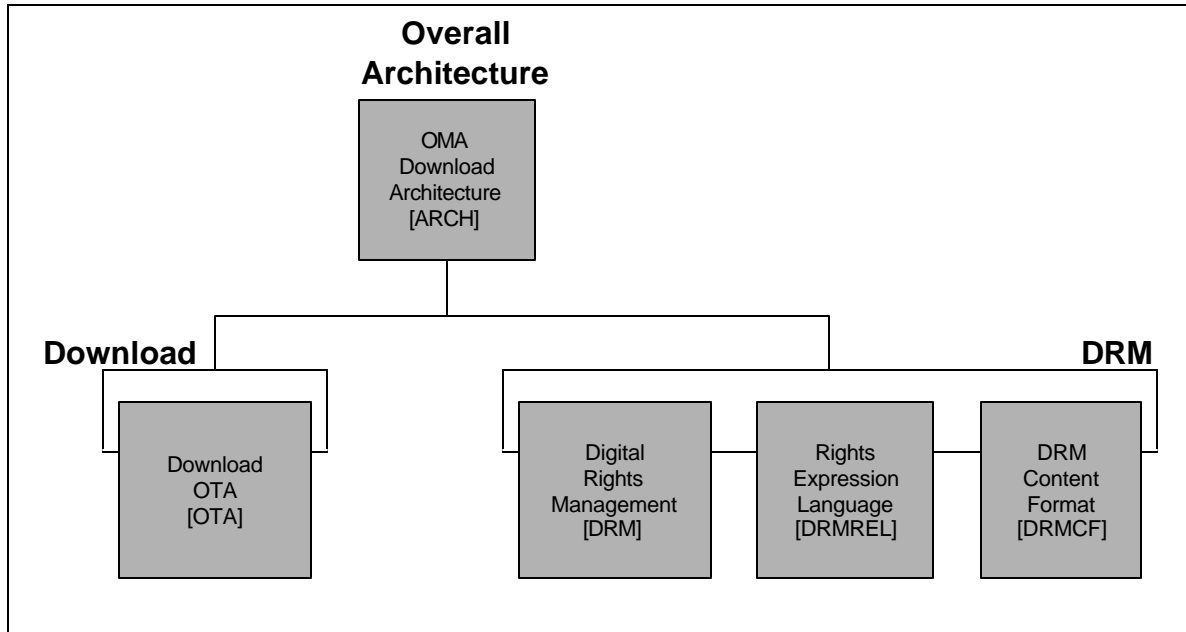 Overall
Architecture
OMA
Download
Architecture
[ARCH]
Download
DRM
Download
OTA
[OTA]
Digital
Rights
Management
[DRM]
Rights
Expression
Language
[DRMREL]
DRM
Content
Format
[DRMCF]